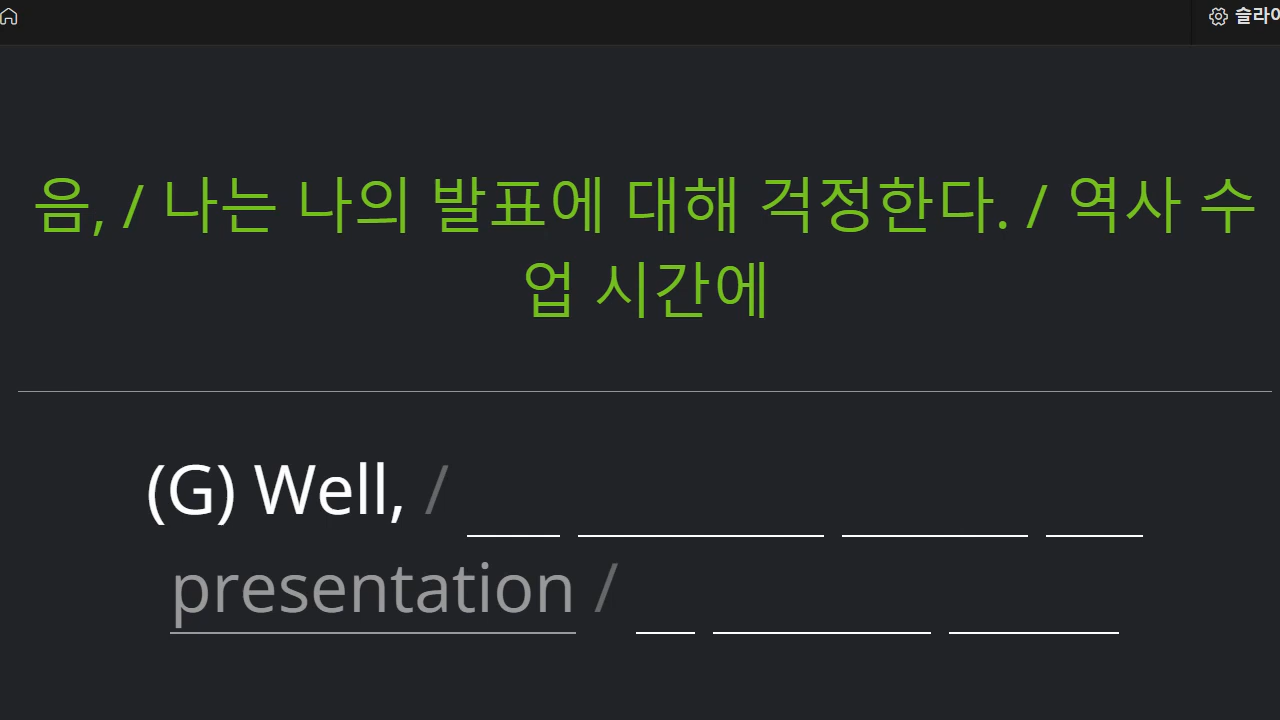 슬라이
음, / 나는 나의 발표에 대해 걱정한다. / 역사 수
업 시간에
(G) Well, /
presentation /